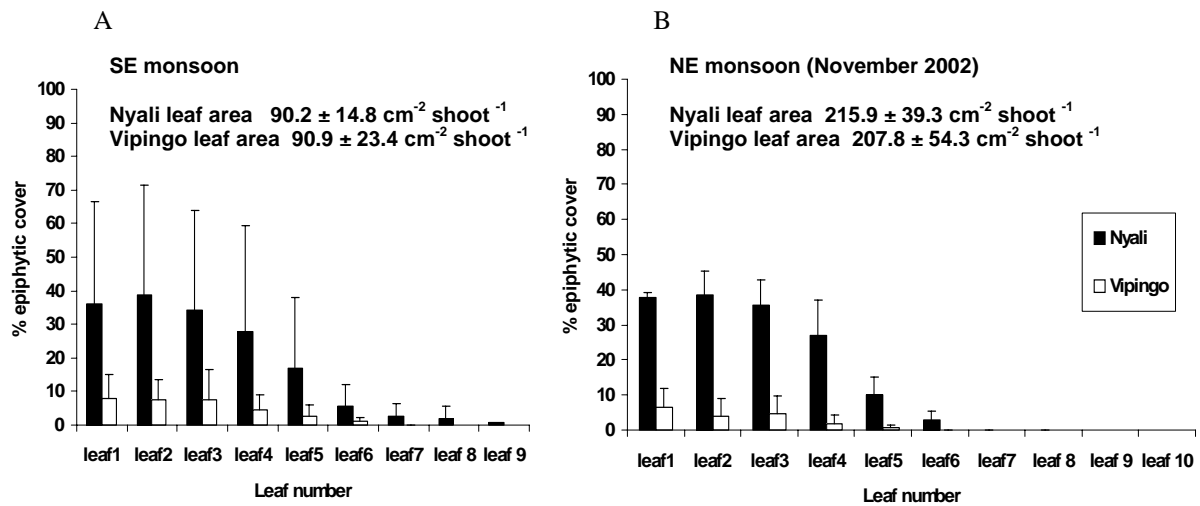 A
SE monsoon
Nyali leaf area 90.2 ± 14.8 cm⁻² shoot ⁻¹
Vipingo leaf area 90.9 ± 23.4 cm⁻² shoot ⁻¹
% epiphytic cover
100
90
80
70
60
50
40
30
20
10
0
leaf1 leaf2 leaf3 leaf4 leaf5 leaf6 leaf7 leaf 8 leaf 9
Leaf number
B
NE monsoon (November 2002)
Nyali leaf area 215.9 ± 39.3 cm⁻² shoot ⁻¹
Vipingo leaf area 207.8 ± 54.3 cm⁻² shoot ⁻¹
% epiphytic cover
100
90
80
70
60
50
40
30
20
10
0
leaf1 leaf2 leaf3 leaf4 leaf5 leaf6 leaf7 leaf 8 leaf 9 leaf 10
Leaf number
Nyali
Vipingo